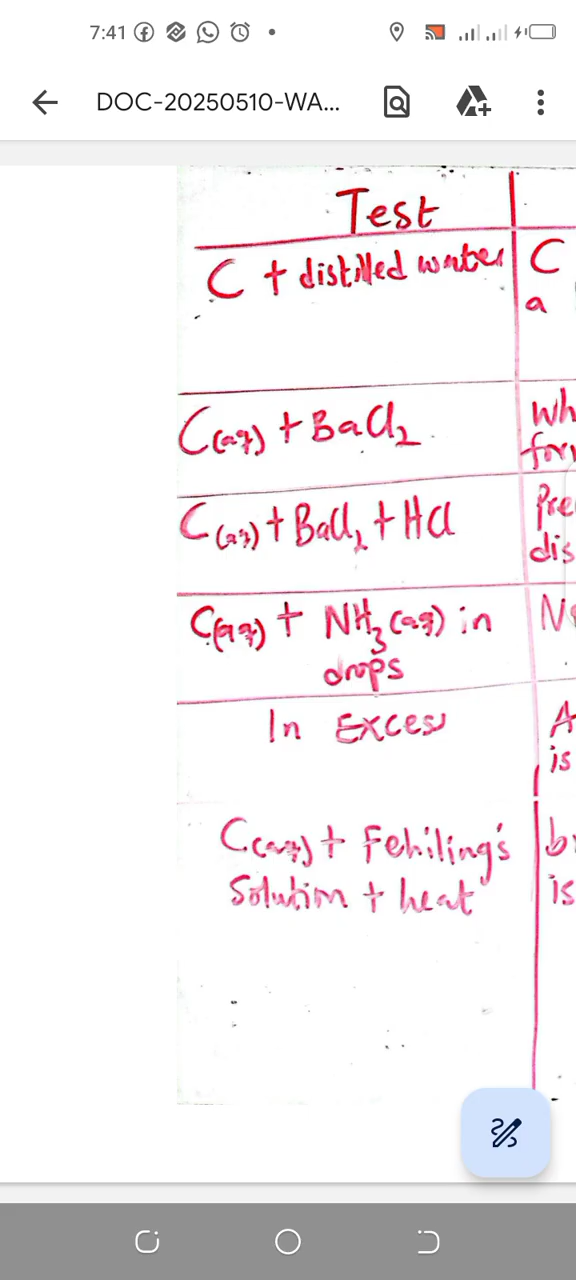 7:41
DOC-20250510-WA...
Test
C + distilled water C
a
C(aq) + BaCl2 Wh
for
C(aq) + BaCl2 + HCl Pre
dis
C(aq) + NH3(aq) in
drops
In Excess A
is
C(aq) + Fehiling's
Solution + heat is